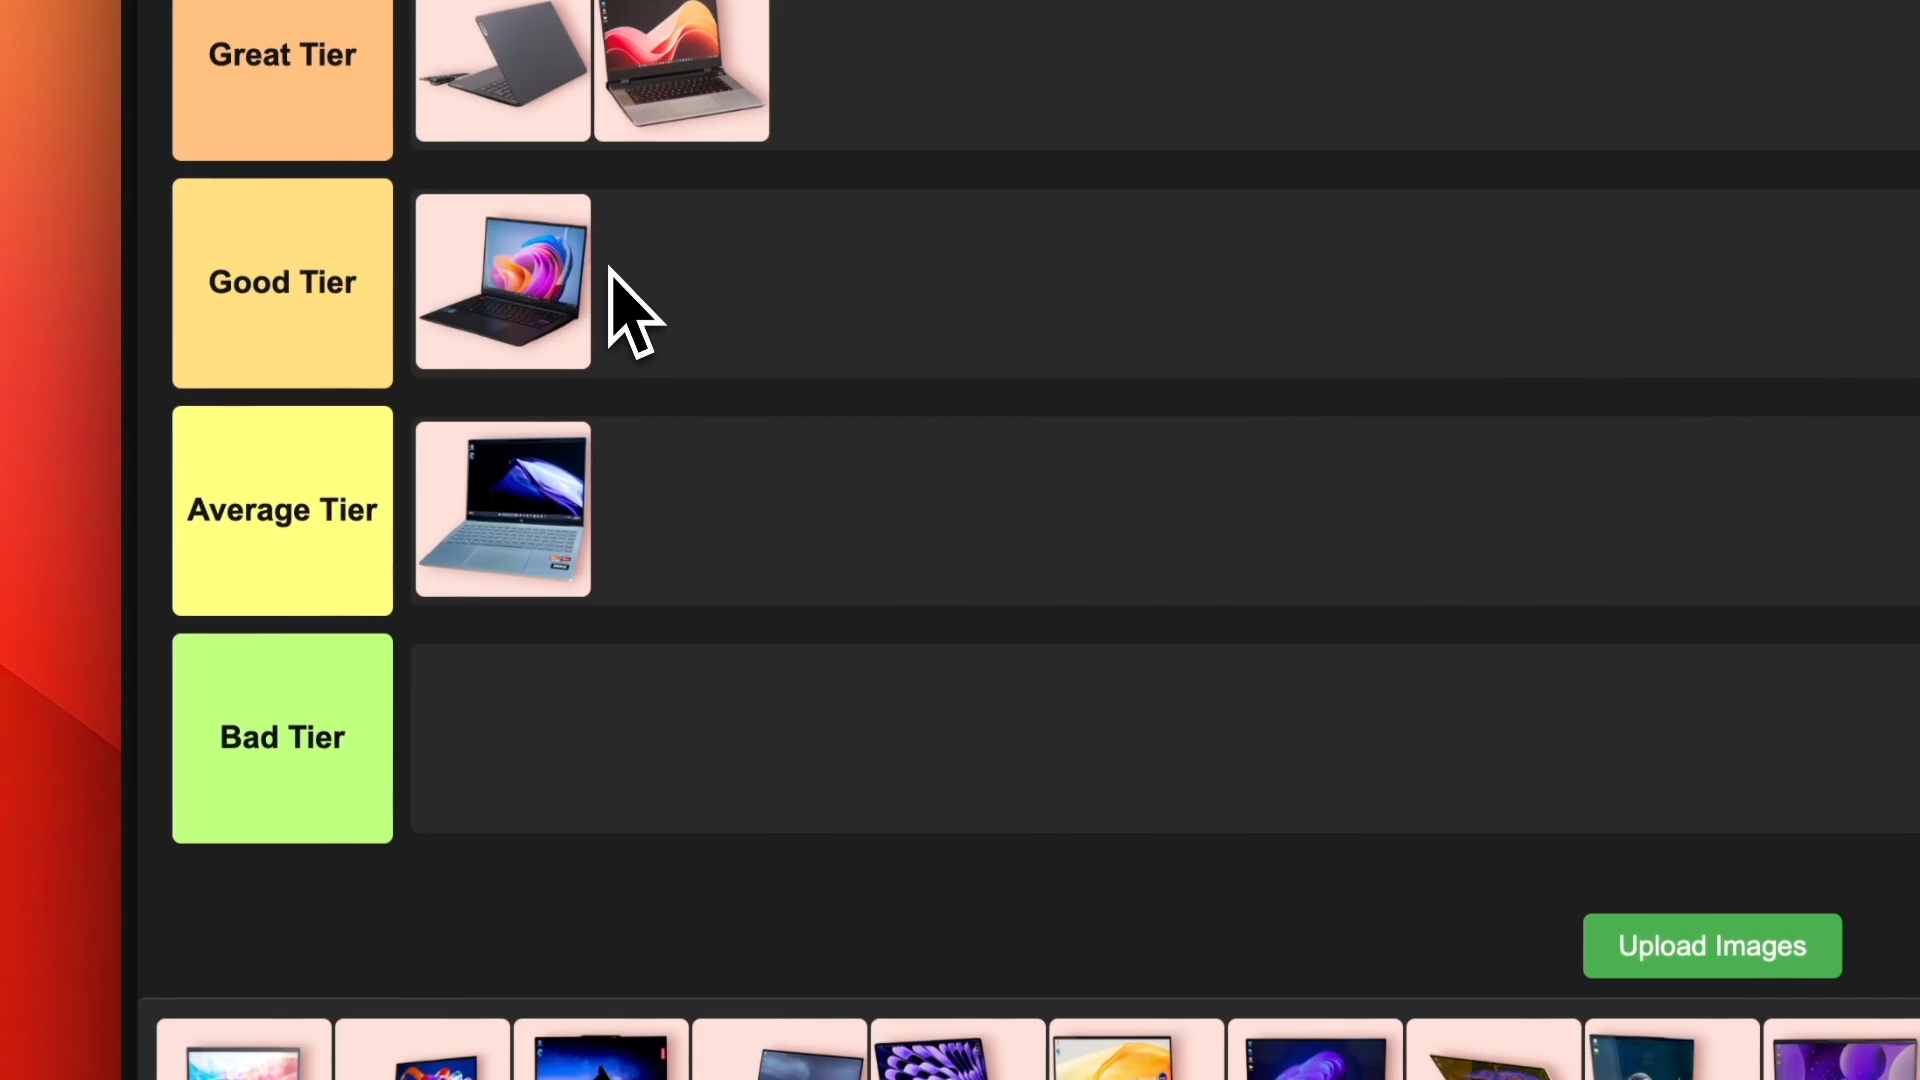 Great Tier
Good Tier
Average Tier
Bad Tier
Upload Images